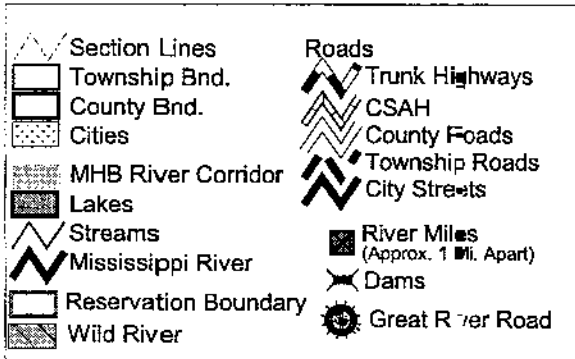 Section Lines
Township Bnd.
County Bnd.
Cities
MHB River Corridor
Lakes
Streams
Mississippi River
Reservation Boundary
Wild River
Roads
Trunk Highways
CSAH
County Roads
Township Roads
City Streets
River Miles
(Approx. 1 Mi. Apart)
Dams
Great River Road